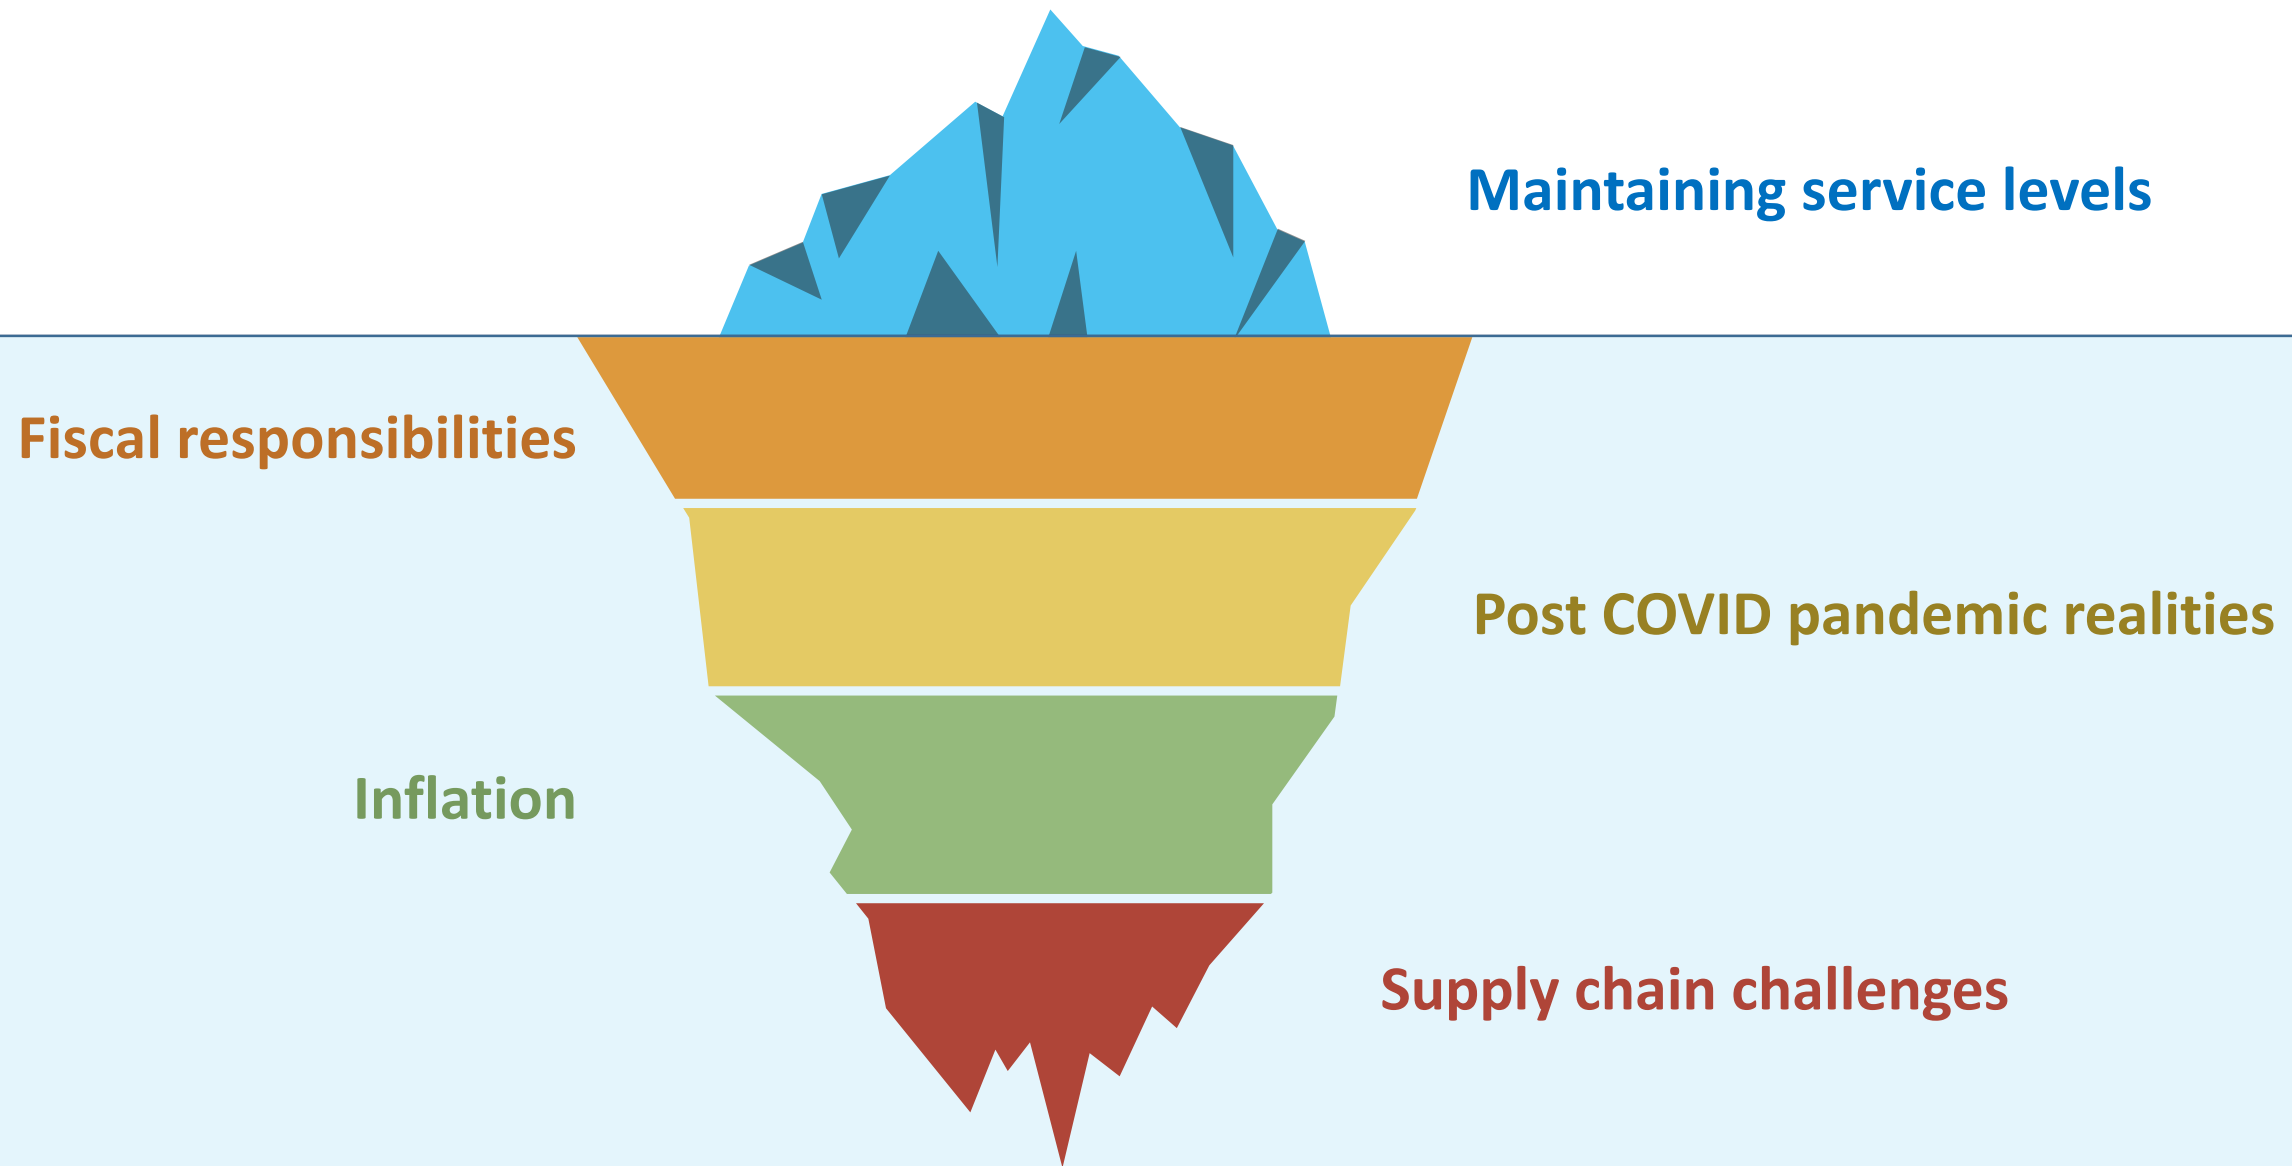 Maintaining service levels
Fiscal responsibilities
Post COVID pandemic realities
Inflation
Supply chain challenges